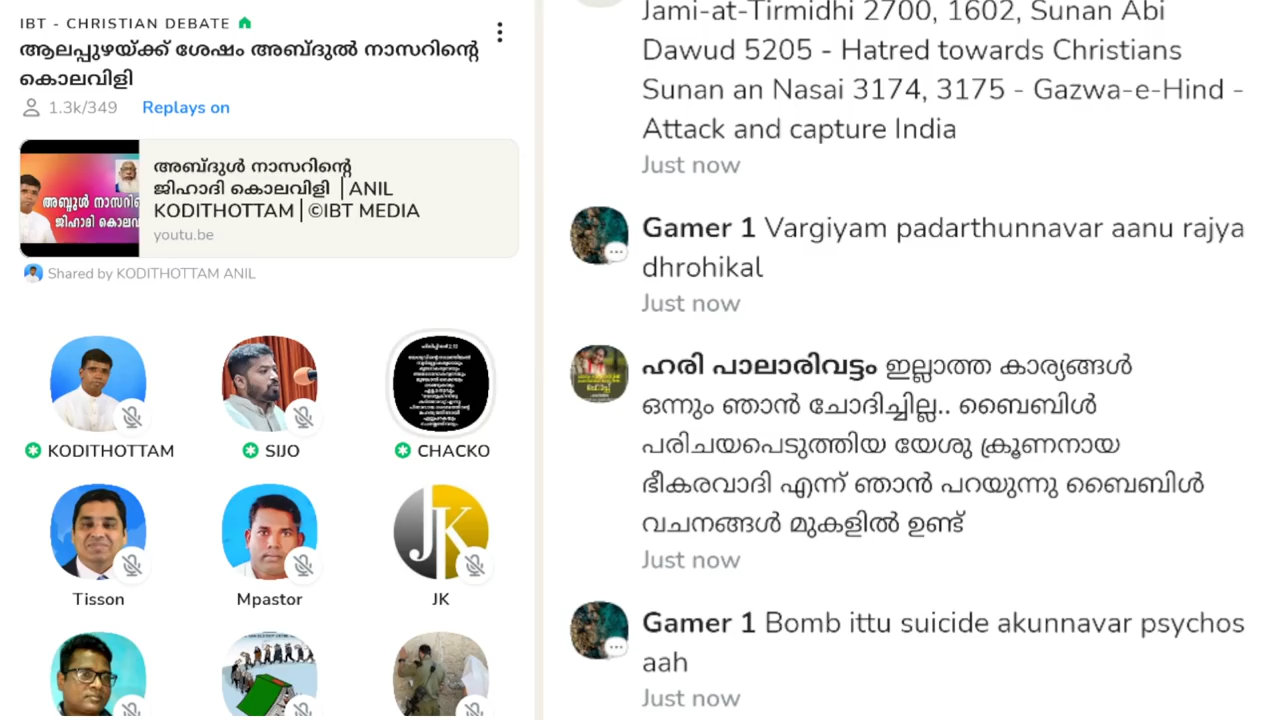 IBT - CHRISTIAN DEBATE
ആലപ്പുഴയ്ക്ക് ശേഷം അബ്ദുൽ നാസറിന്റെ
കൊലവിളി
1.3k/349 Replays on
അബ്ദുൾ നാസറിന്റെ
ജിഹാദി കൊലവിളി |ANIL
KODITHOTTAM|©IBT MEDIA
youtu.be
അബ്ദുൾ നാസറിന്റെ
ജിഹാദി
Shared by KODITHOTTAM ANIL
KODITHOTTAM
SIJO
CHACKO
Tisson
Mpastor
JK
JK
Jami-at-Tirmidhi 2700, 1602, Sunan Abi
Dawud 5205 - Hatred towards Christians
Sunan an Nasai 3174, 3175 - Gazwa-e-Hind -
Attack and capture India
Just now
Gamer 1 Vargiyam padarthunnavar aanu rajya
dhrohikal
Just now
ഹരി പാലാരിവട്ടം ഇല്ലാത്ത കാര്യങ്ങൾ
ഒന്നും ഞാൻ ചോദിച്ചില്ല.. ബൈബിൾ
പരിചയപെടുത്തിയ യേശു ക്രൂണനായ
ഭീകരവാദി എന്ന് ഞാൻ പറയുന്നു ബൈബിൾ
വചനങ്ങൾ മുകളിൽ ഉണ്ട്
Just now
Gamer 1 Bomb ittu suicide akunnavar psychos
aah
Just now